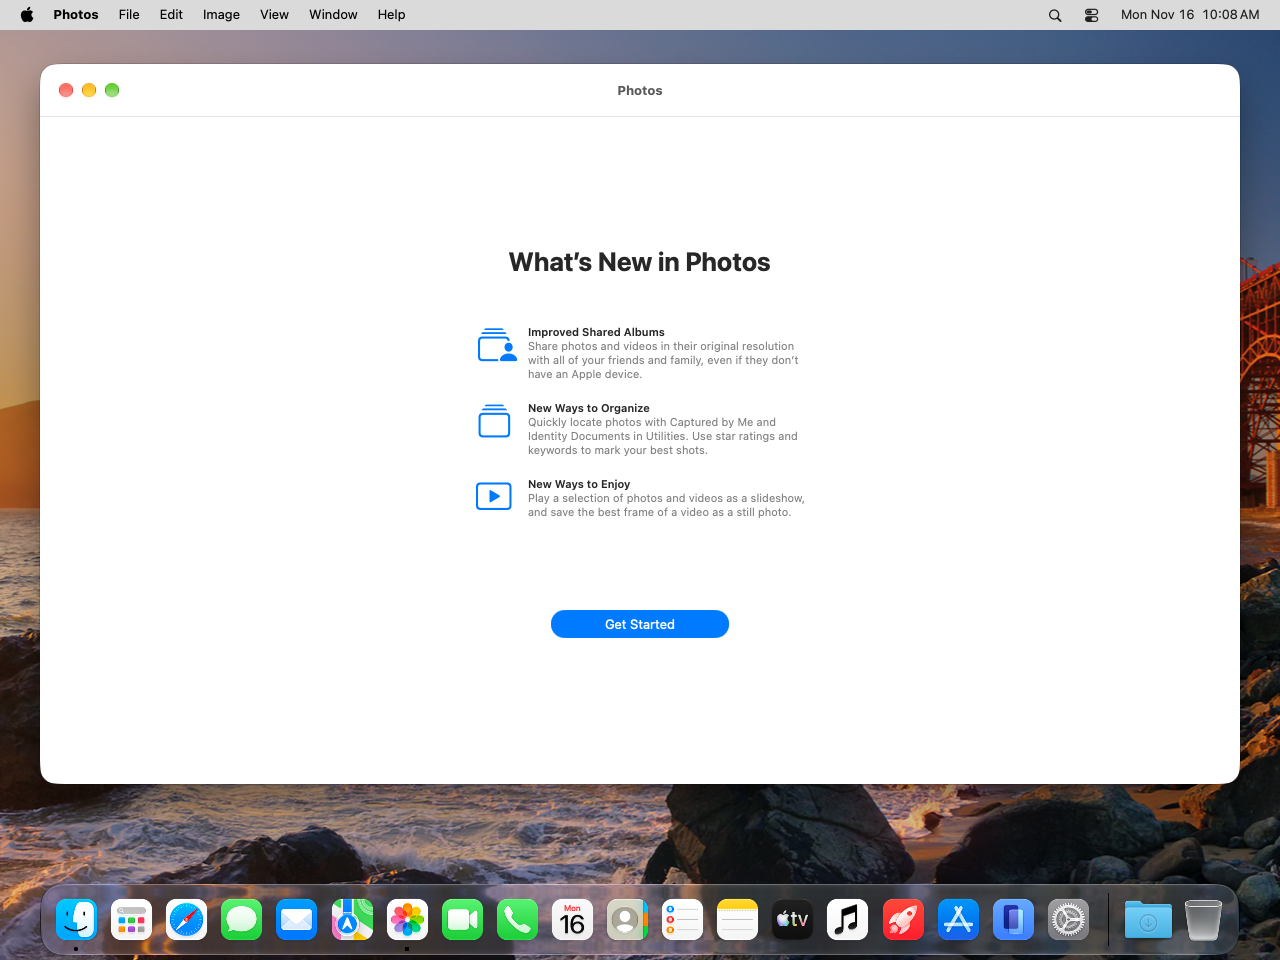 Photos File Edit Image View Window Help Mon Nov 16 10:08 AM
Photos
What's New in Photos
Improved Shared Albums
Share photos and videos in their original resolution
with all of your friends and family, even if they don't
have an Apple device.
New Ways to Organize
Quickly locate photos with Captured by Me and
Identity Documents in Utilities. Use star ratings and
keywords to mark your best shots.
New Ways to Enjoy
Play a selection of photos and videos as a slideshow,
and save the best frame of a video as a still photo.
Get Started
Mon
16
tv